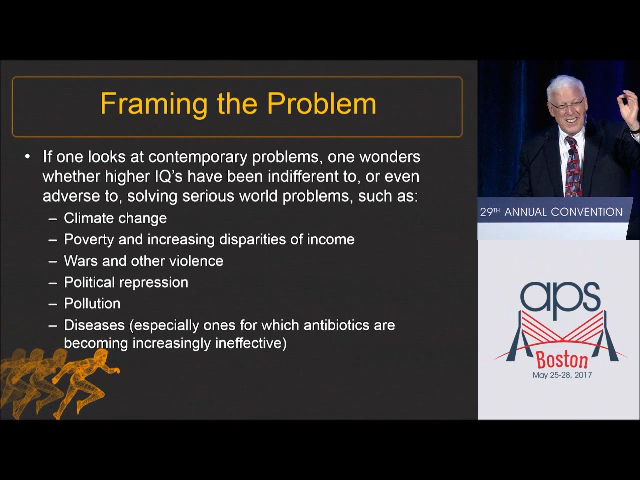 Framing the Problem
• If one looks at contemporary problems, one wonders
whether higher IQ's have been indifferent to, or even
adverse to, solving serious world problems, such as:
– Climate change
– Poverty and increasing disparities of income
– Wars and other violence
– Political repression
– Pollution
– Diseases (especially ones for which antibiotics are
becoming increasingly ineffective)
29TH ANNUAL CONVENTION
aps
Boston
May 25-28, 2017